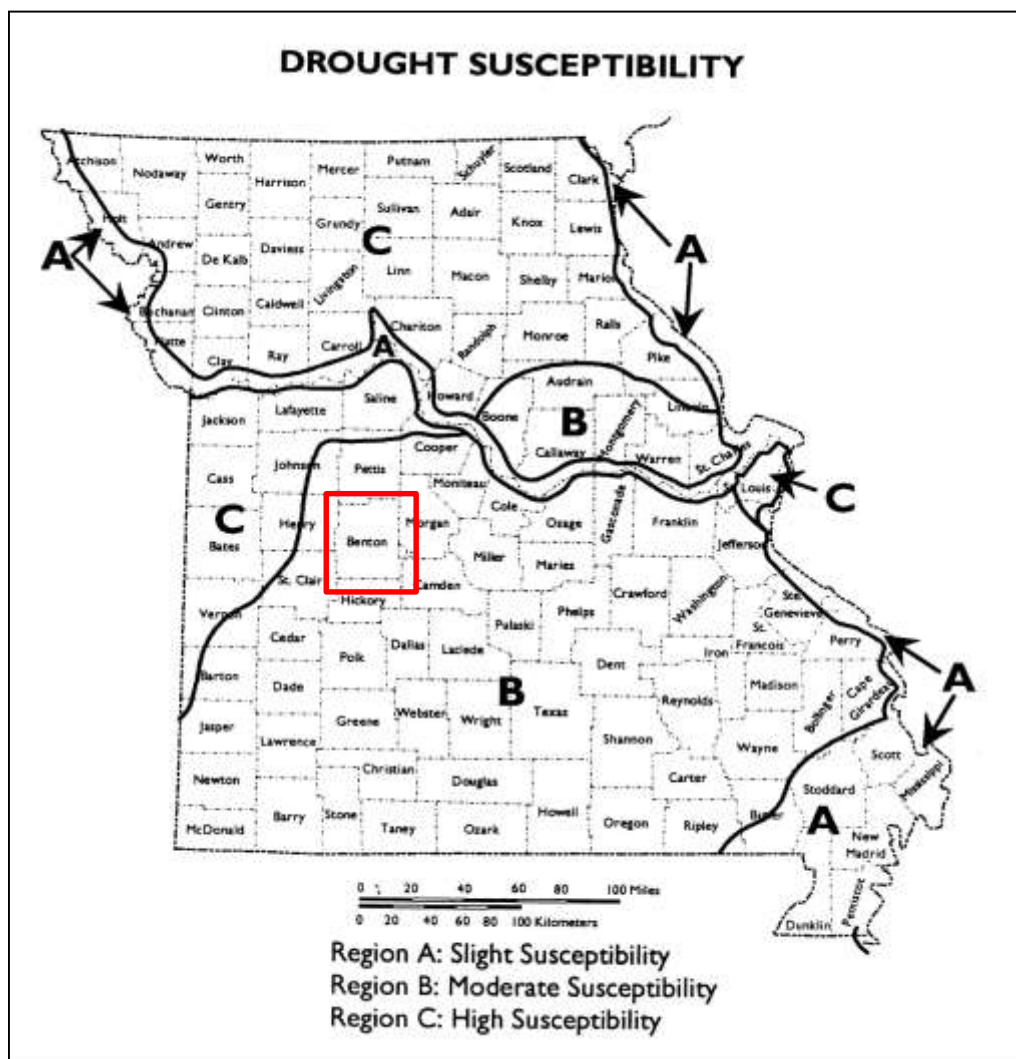 DROUGHT SUSCEPTIBILITY
Atchison
Nodaway
Worth
Harrison
Mercer
Putnam
Schuyler
Scotland
Clark
Gentry
Sullivan
Adair
Knox
Lewis
Holt
Grundy
A
C
A
Andrew
De Kalb
Daviess
Livingston
Linn
Macon
Shelby
Marion
Buchanan
Clinton
Caldwell
Chariton
Randolph
Monroe
Ralls
Platte
Clay
Ray
Carroll
A
Pike
Audrain
Jackson
Lafayette
Saline
Howard
Boone
B
Montgomery
Lincoln
Callaway
Warren
St. Charles
Cass
Johnson
Pettis
Cooper
Moniteau
St. Louis
C
C
Henry
Morgan
Cole
Osage
Gasconade
Franklin
Jefferson
Bates
Benton
Miller
Maries
St. Clair
Camden
Crawford
Washington
Ste.
Genevieve
Vernon
Hickory
Pulaski
Phelps
St.
Francois
Perry
Cedar
Dallas
Laclede
Iron
Barton
Polk
Dent
Madison
Bollinger
Cape
Girardeau
A
Dade
B
Reynolds
Jasper
Greene
Webster
Wright
Texas
Shannon
Wayne
Lawrence
Scott
Mississippi
Newton
Christian
Douglas
Carter
Stoddard
McDonald
Barry
Stone
Taney
Ozark
Howell
Oregon
Ripley
Butler
A
New
Madrid
Dunklin
Pemiscot
0 20 40 60 80 100 Miles
0 20 40 60 80 100 Kilometers
Region A: Slight Susceptibility
Region B: Moderate Susceptibility
Region C: High Susceptibility